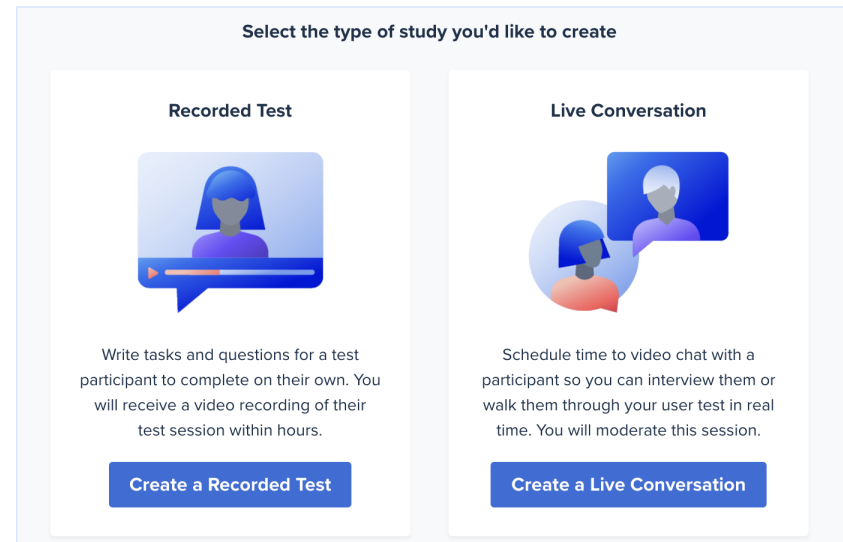 Select the type of study you'd like to create
Recorded Test
Write tasks and questions for a test
participant to complete on their own. You
will receive a video recording of their
test session within hours.
Create a Recorded Test
Live Conversation
Schedule time to video chat with a
participant so you can interview them or
walk them through your user test in real
time. You will moderate this session.
Create a Live Conversation